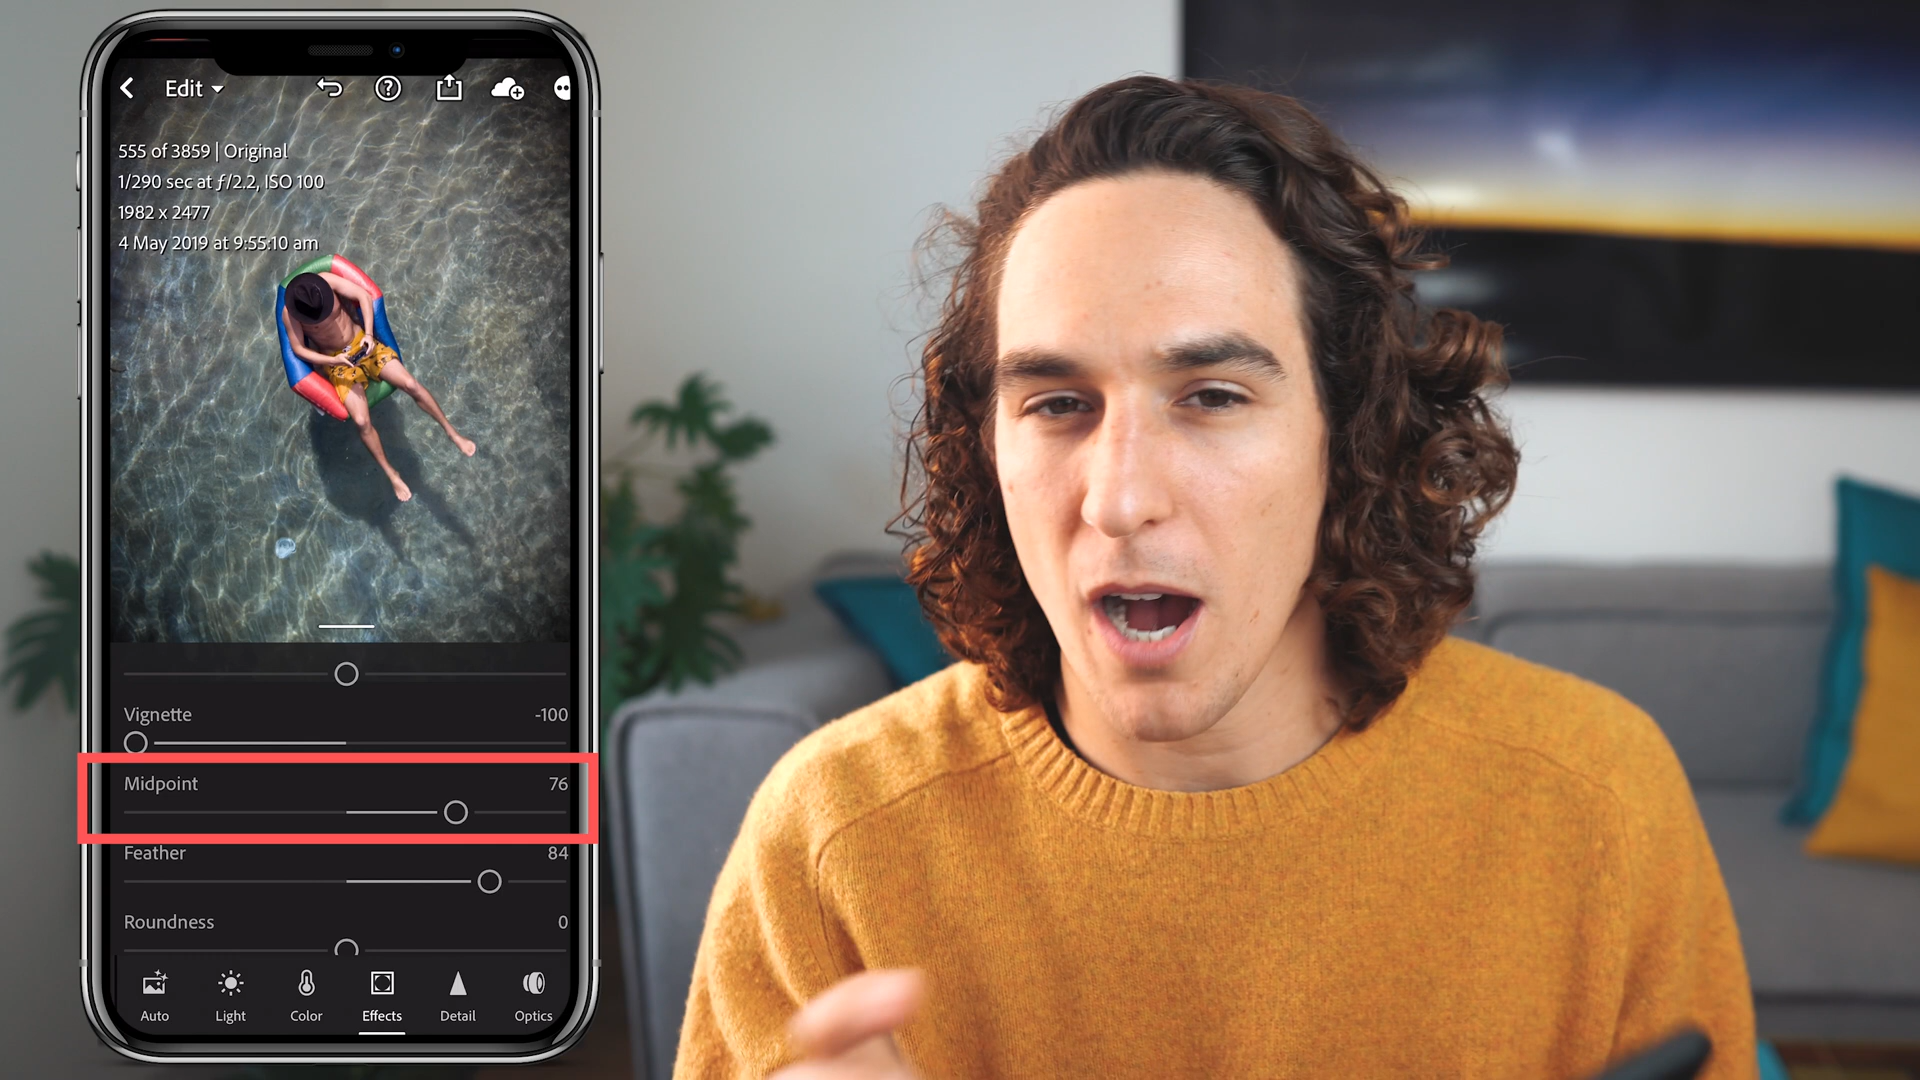 Edit
555 of 3859 | Original
1/290 sec at ƒ/2.2, ISO 100
1982 x 2477
4 May 2019 at 9:55:10 am
Vignette -100
Midpoint 76
Feather 84
Roundness 0
Auto Light Color Effects Detail Optics